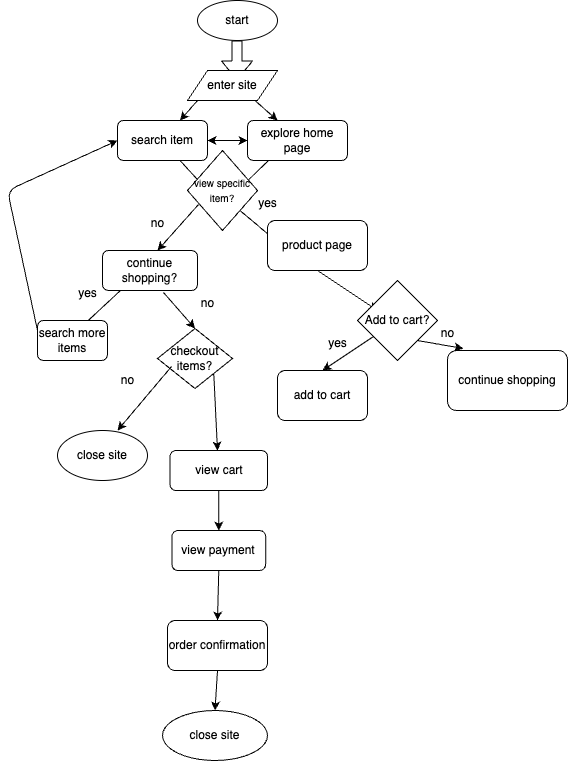 start
enter site
search item
explore home
page
view specific
item?
yes
no
product page
continue
shopping?
yes
no
search more
items
Add to cart?
yes
no
checkout
items?
add to cart
continue shopping
no
close site
view cart
view payment
order confirmation
close site